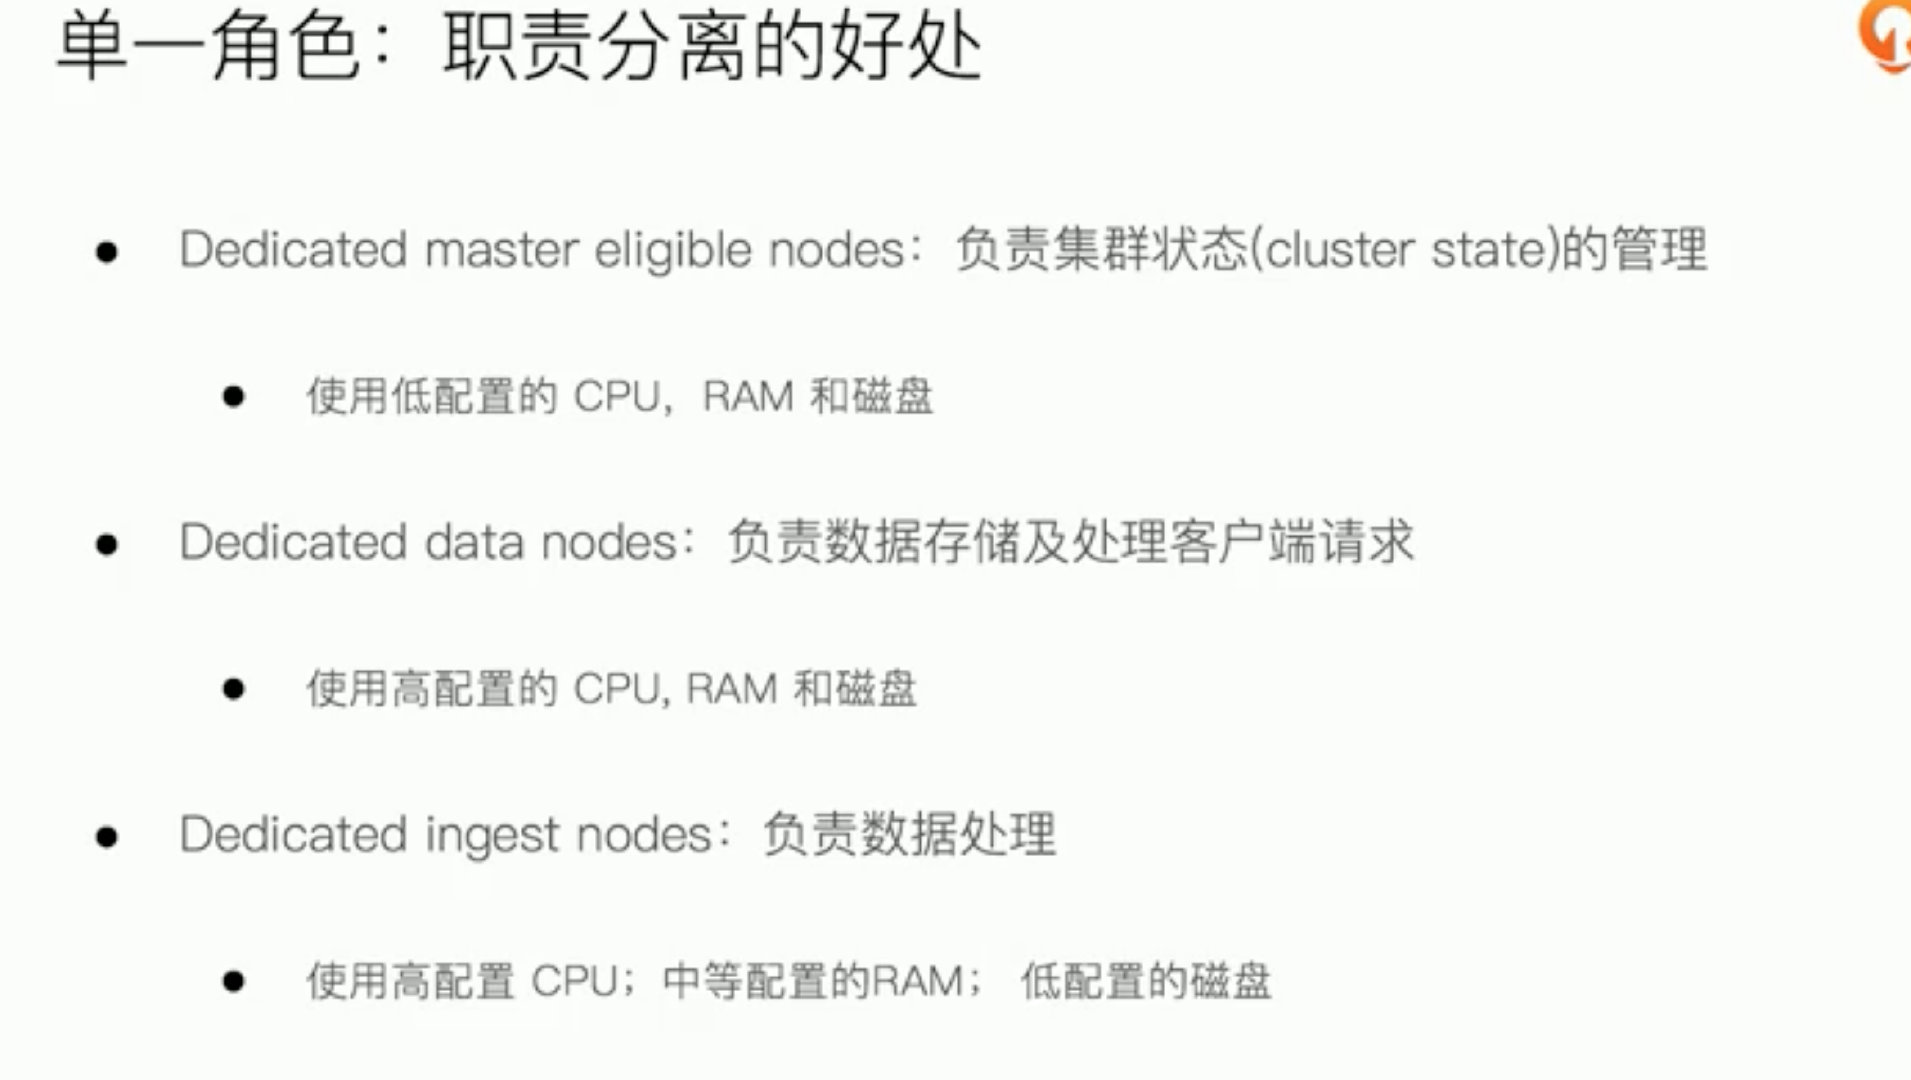 单一角色：职责分离的好处
Dedicated master eligible nodes：负责集群状态(cluster state)的管理
使用低配置的 CPU，RAM 和磁盘
Dedicated data nodes：负责数据存储及处理客户端请求
使用高配置的 CPU, RAM 和磁盘
Dedicated ingest nodes：负责数据处理
使用高配置 CPU；中等配置的RAM； 低配置的磁盘